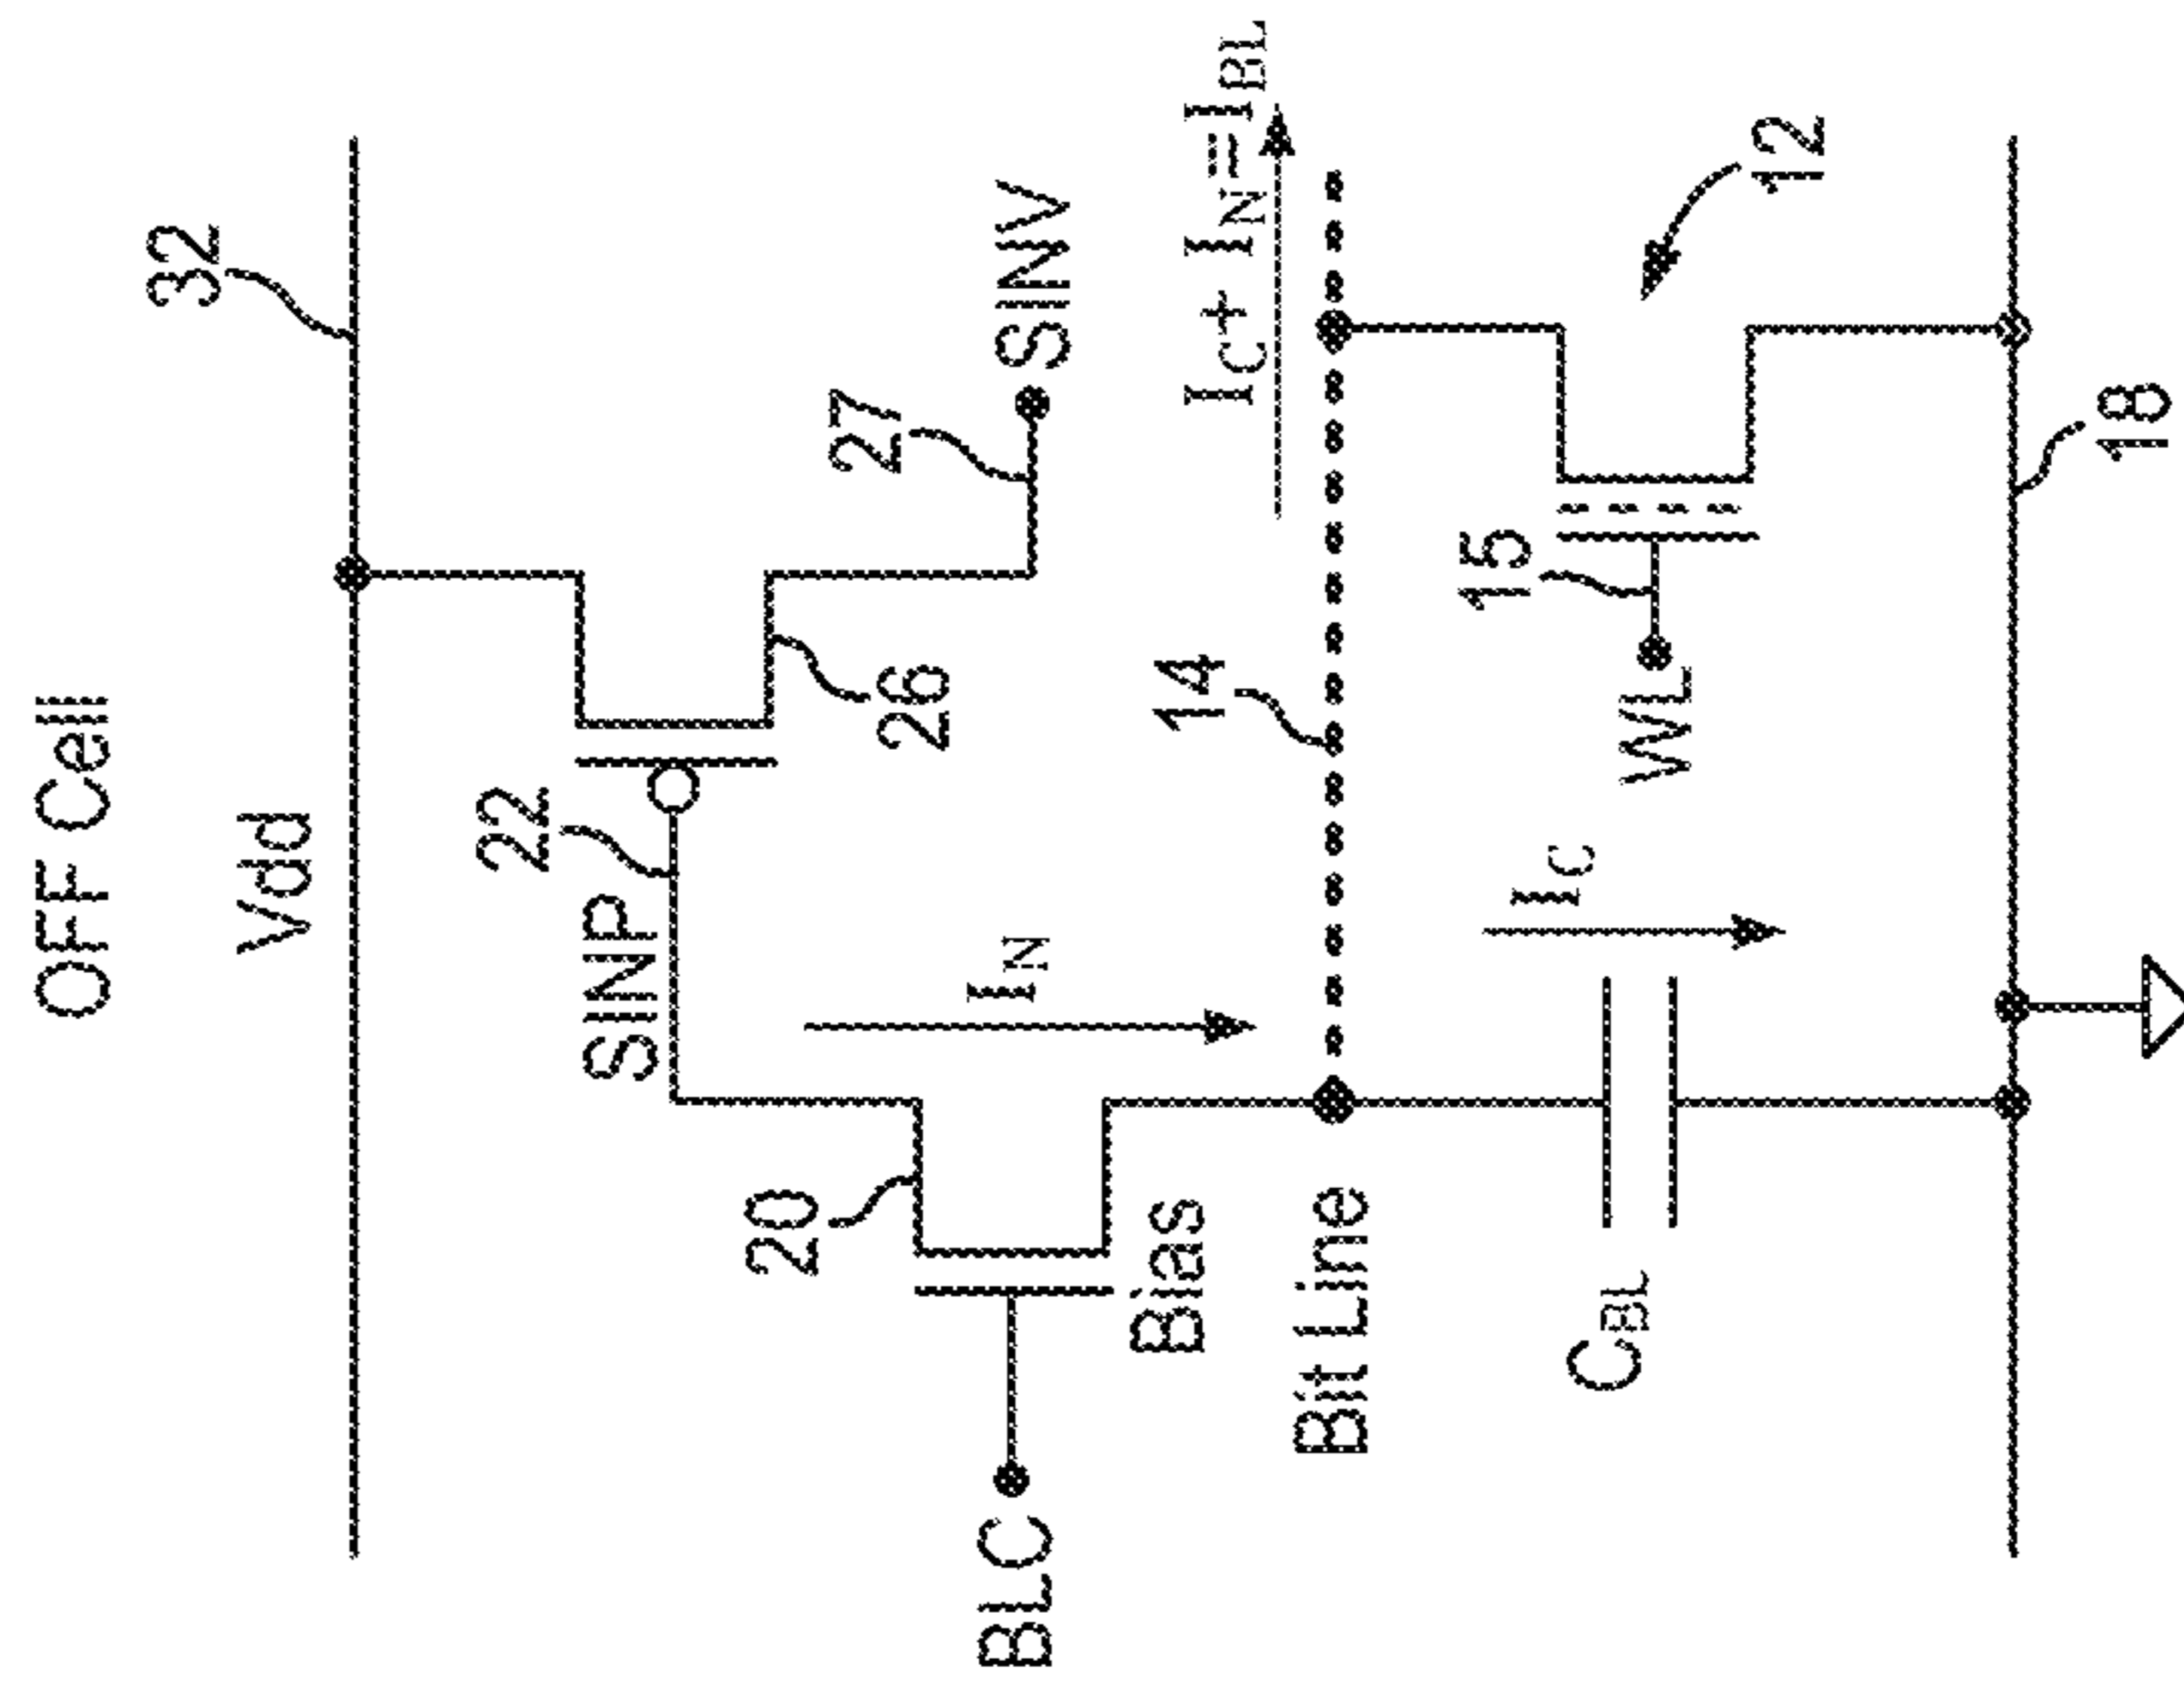 OFF Cell
Vdd
32
22
SINP
26
27
SINV
20
IN
BLC
Bias
14
IC+ IN=IBL
Bit Line
15
WL
12
CBL
IC
18